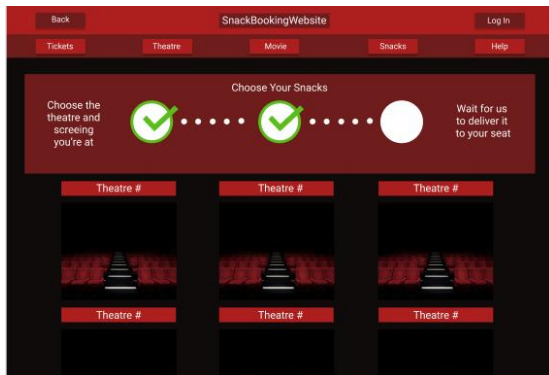 Back
SnackBookingWebsite
Log In
Tickets
Theatre
Movie
Snacks
Help
Choose Your Snacks
Choose the
theatre and
screeing
you're at
Wait for us
to deliver it
to your seat
Theatre #
Theatre #
Theatre #
Theatre #
Theatre #
Theatre #